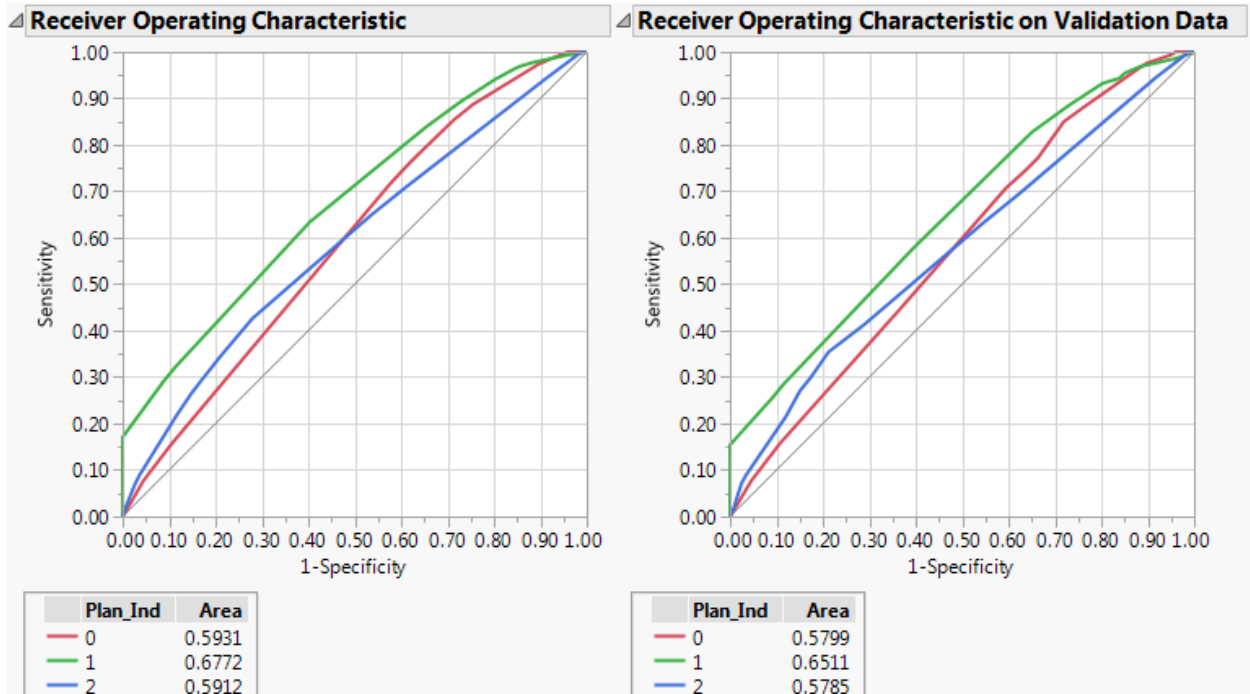 Receiver Operating Characteristic
1.00
0.90
0.80
0.70
0.60
0.50
0.40
0.30
0.20
0.10
0.00
Sensitivity
0.00 0.10 0.20 0.30 0.40 0.50 0.60 0.70 0.80 0.90 1.00
1-Specificity
Plan_Ind Area
0 0.5931
1 0.6772
2 0.5912
Receiver Operating Characteristic on Validation Data
1.00
0.90
0.80
0.70
0.60
0.50
0.40
0.30
0.20
0.10
0.00
Sensitivity
0.00 0.10 0.20 0.30 0.40 0.50 0.60 0.70 0.80 0.90 1.00
1-Specificity
Plan_Ind Area
0 0.5799
1 0.6511
2 0.5785